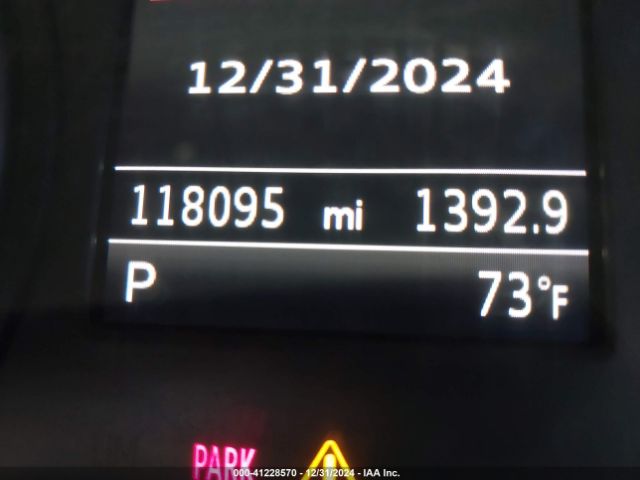 12/31/2024
118095 mi 1392.9
P 73°F
PARK
000-41228570 - 12/31/2024 - IAA Inc.